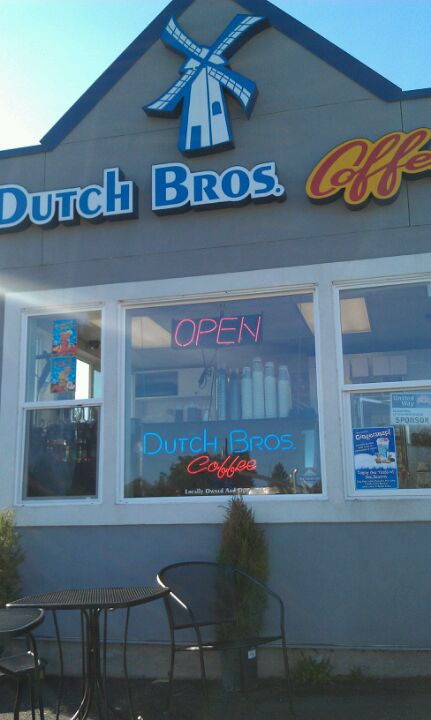 DUTCH BROS. Coffee
OPEN
DUTCH BROS.
Coffee
Locally Owned And
United
Way
SPONSOR
Gingersnap!